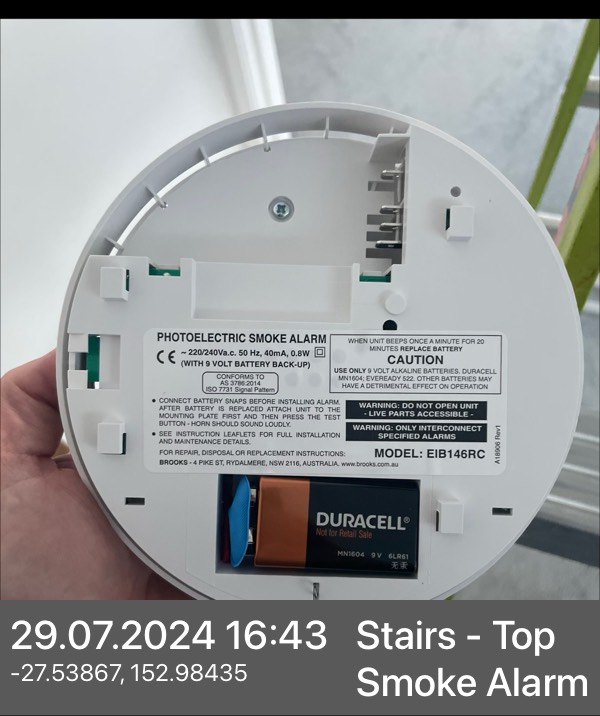 PHOTOELECTRIC SMOKE ALARM
CE ~ 220/240Va.c. 50 Hz, 40mA, 0.8W
(WITH 9 VOLT BATTERY BACK-UP)
CONFORMS TO
AS 3786:2014
ISO 7731 Signal Pattern
WHEN UNIT BEEPS ONCE A MINUTE FOR 20
MINUTES REPLACE BATTERY
CAUTION
USE ONLY 9 VOLT ALKALINE BATTERIES. DURACELL
MN1604; EVEREADY 522. OTHER BATTERIES MAY
HAVE A DETRIMENTAL EFFECT ON OPERATION
• CONNECT BATTERY SNAPS BEFORE INSTALLING ALARM.
AFTER BATTERY IS REPLACED ATTACH UNIT TO THE
MOUNTING PLATE FIRST AND THEN PRESS THE TEST
BUTTON - HORN SHOULD SOUND LOUDLY.
• SEE INSTRUCTION LEAFLETS FOR FULL INSTALLATION
AND MAINTENANCE DETAILS.
WARNING: DO NOT OPEN UNIT
- LIVE PARTS ACCESSIBLE -
WARNING: ONLY INTERCONNECT
SPECIFIED ALARMS
FOR REPAIR, DISPOSAL OR REPLACEMENT INSTRUCTIONS:
MODEL: EIB146RC
BROOKS - 4 PIKE ST, RYDALMERE, NSW 2116, AUSTRALIA. www.brooks.com.au
A18906 Rev1
DURACELL®
Not for Retail Sale
MN1604 9V 6LR61
无汞
29.07.2024 16:43
-27.53867, 152.98435
Stairs - Top
Smoke Alarm